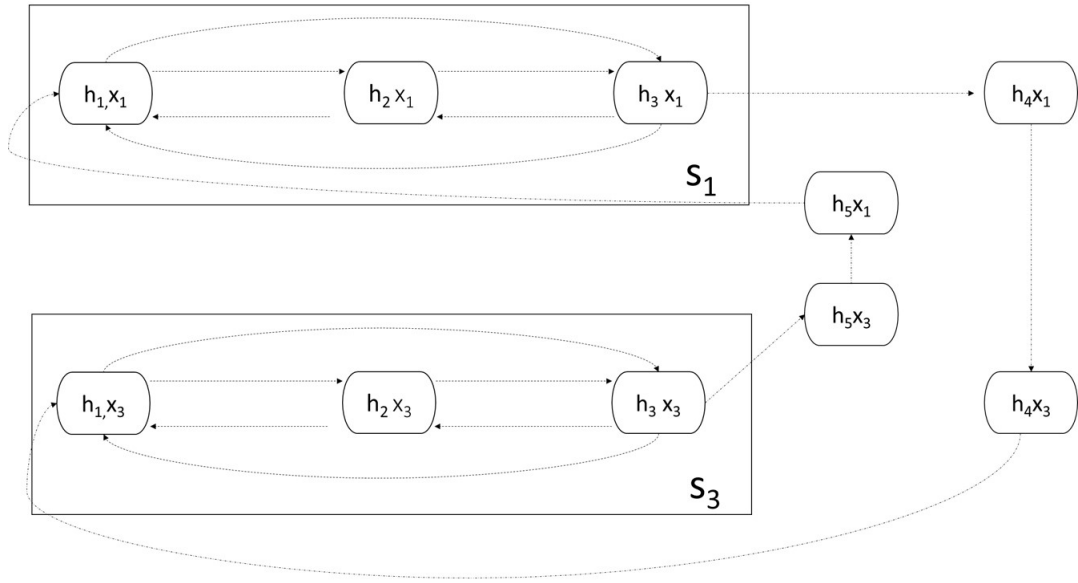 h₁,x₁
h₂ x₁
h₃ x₁
h₄x₁
S₁
h₅x₁
h₅x₃
h₁,x₃
h₂ x₃
h₃ x₃
h₄x₃
S₃